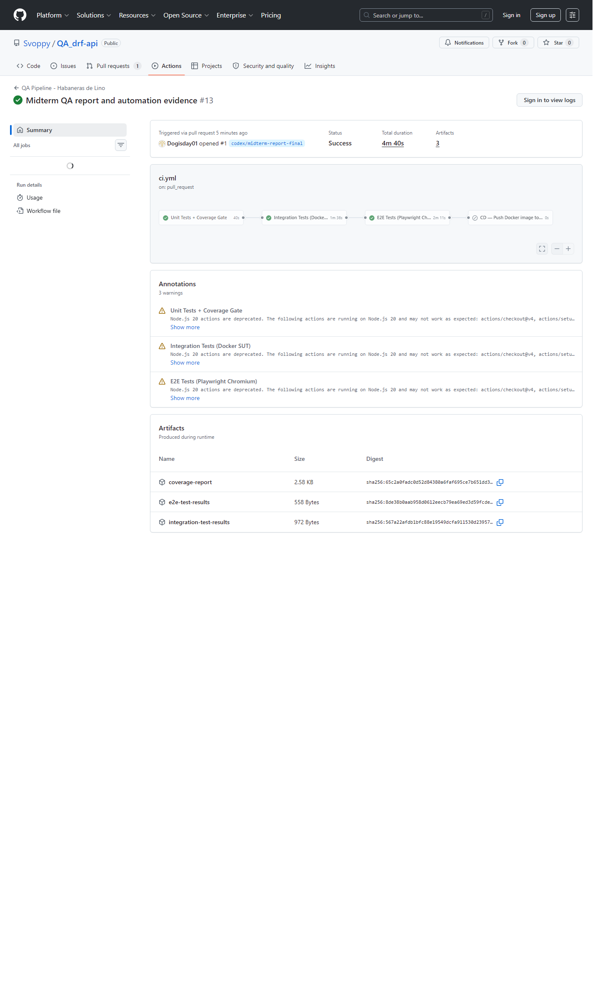 Platform Solutions Resources Open Source Enterprise Pricing Search or jump to... / Sign in Sign up
Svoppy / QA_drf-api Public Notifications Fork 0 Star 0
Code Issues Pull requests 1 Actions Projects Security and quality Insights
QA Pipeline - Habaneras de Lino
Midterm QA report and automation evidence #13 Sign in to view logs
Summary
All jobs
Run details
Usage
Workflow file
Triggered via pull request 5 minutes ago Status Total duration Artifacts
Dogisday01 opened #1 codex/midterm-report-final Success 4m 40s 3
ci.yml
on: pull_request
Unit Tests + Coverage Gate 40s Integration Tests (Docke... 1m 36s E2E Tests (Playwright Ch... 2m 11s CD — Push Docker image to... 0s
Annotations
3 warnings
Unit Tests + Coverage Gate
Node.js 20 actions are deprecated. The following actions are running on Node.js 20 and may not work as expected: actions/checkout@v4, actions/setu…
Show more
Integration Tests (Docker SUT)
Node.js 20 actions are deprecated. The following actions are running on Node.js 20 and may not work as expected: actions/checkout@v4, actions/setu…
Show more
E2E Tests (Playwright Chromium)
Node.js 20 actions are deprecated. The following actions are running on Node.js 20 and may not work as expected: actions/checkout@v4, actions/setu…
Show more
Artifacts
Produced during runtime
Name Size Digest
coverage-report 2.58 KB sha256:65c2a0fadc0d52d84380a6faf695ce7b651dd3…
e2e-test-results 558 Bytes sha256:8de38b0aab958d0612eecb79ea69ed3d59fcde…
integration-test-results 972 Bytes sha256:567a22afdb1bfc88e19549dcfa911530d23957…